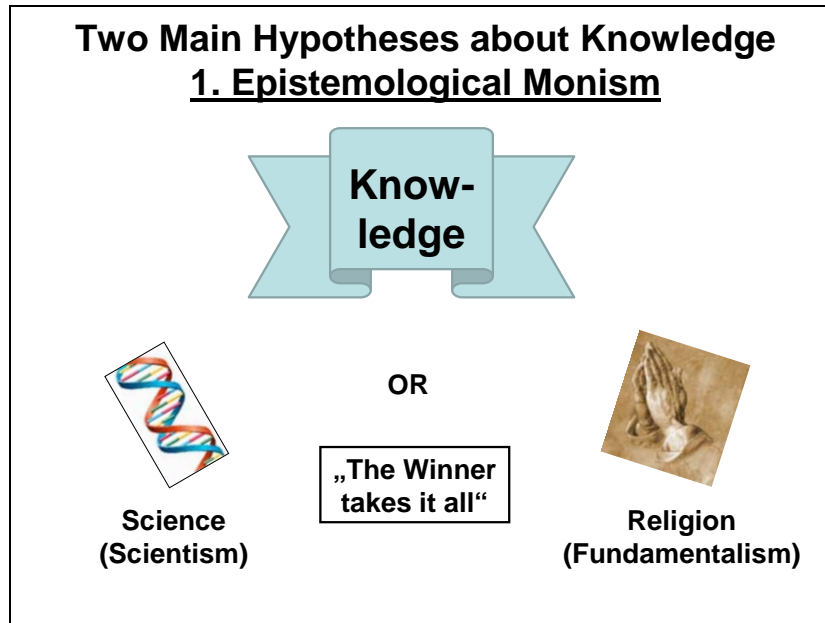 Two Main Hypotheses about Knowledge
1. Epistemological Monism
Know-
ledge
OR
„The Winner
takes it all“
Science
(Scientism)
Religion
(Fundamentalism)